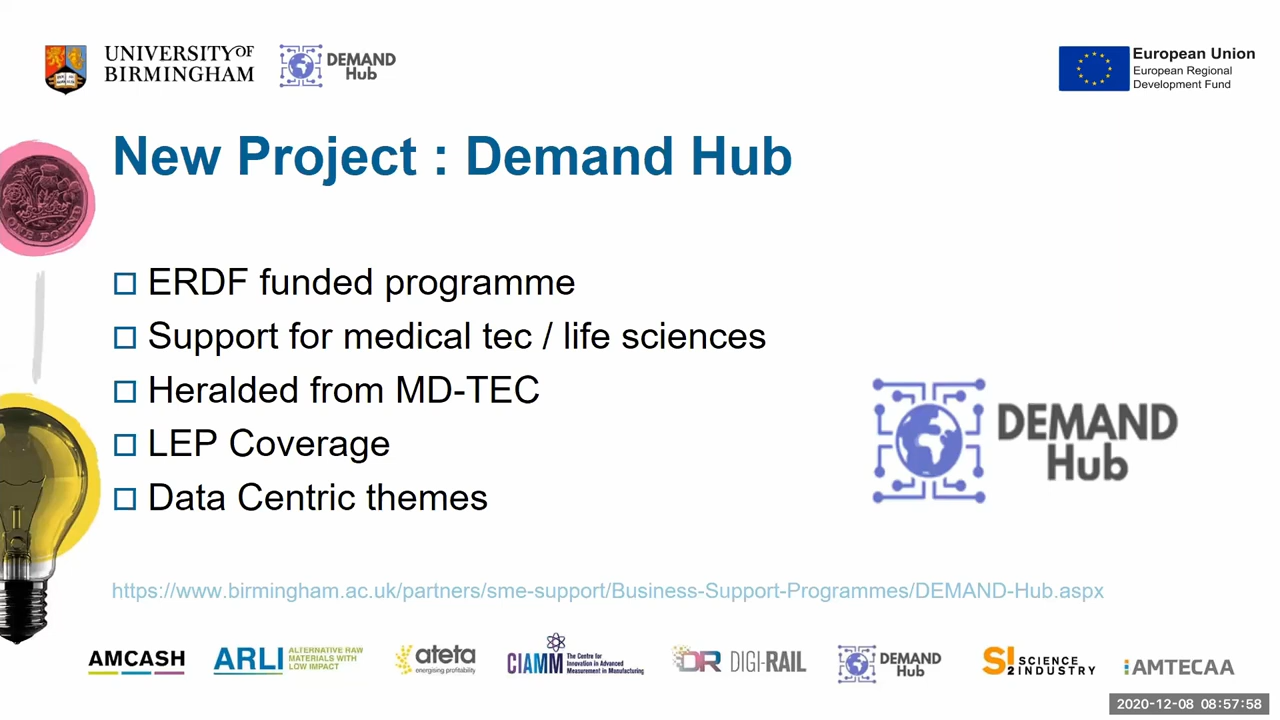 UNIVERSITY OF
BIRMINGHAM
DEMAND
Hub
European Union
European Regional
Development Fund
New Project : Demand Hub
ONE POUND
ERDF funded programme
Support for medical tec / life sciences
Heralded from MD-TEC
LEP Coverage
Data Centric themes
DEMAND
Hub
https://www.birmingham.ac.uk/partners/sme-support/Business-Support-Programmes/DEMAND-Hub.aspx
AMCASH
ARLI
ALTERNATIVE RAW
MATERIALS WITH
LOW IMPACT
ateta
energising profitability
CIAMM
The Centre for
Innovation in Advanced
Measurement in Manufacturing
DR DIGI-RAIL
DEMAND
Hub
SI2 SCIENCE
INDUSTRY
AMTECAA
2020-12-08 08:57:58